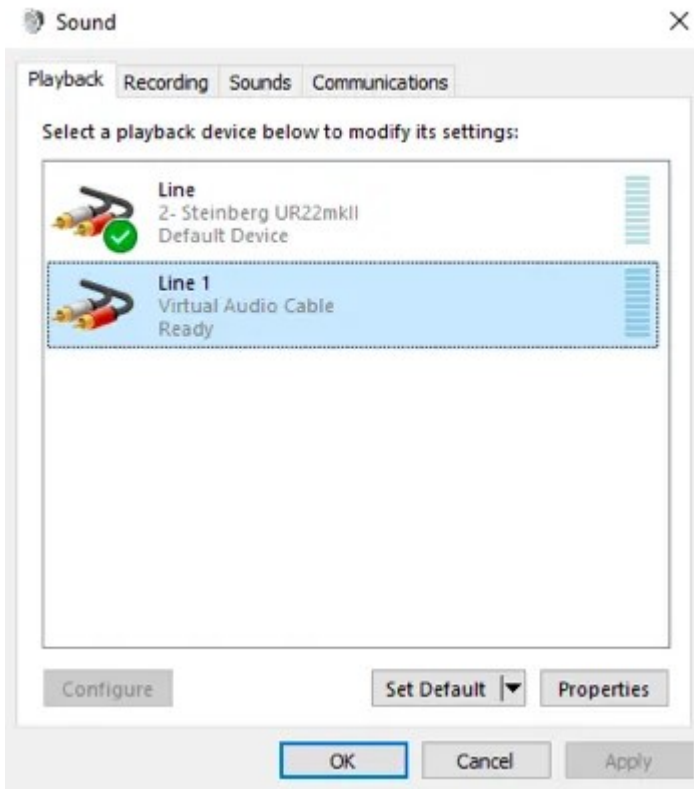 Sound
Playback Recording Sounds Communications
Select a playback device below to modify its settings:
Line
2- Steinberg UR22mkII
Default Device
Line 1
Virtual Audio Cable
Ready
Configure Set Default Properties
OK Cancel Apply